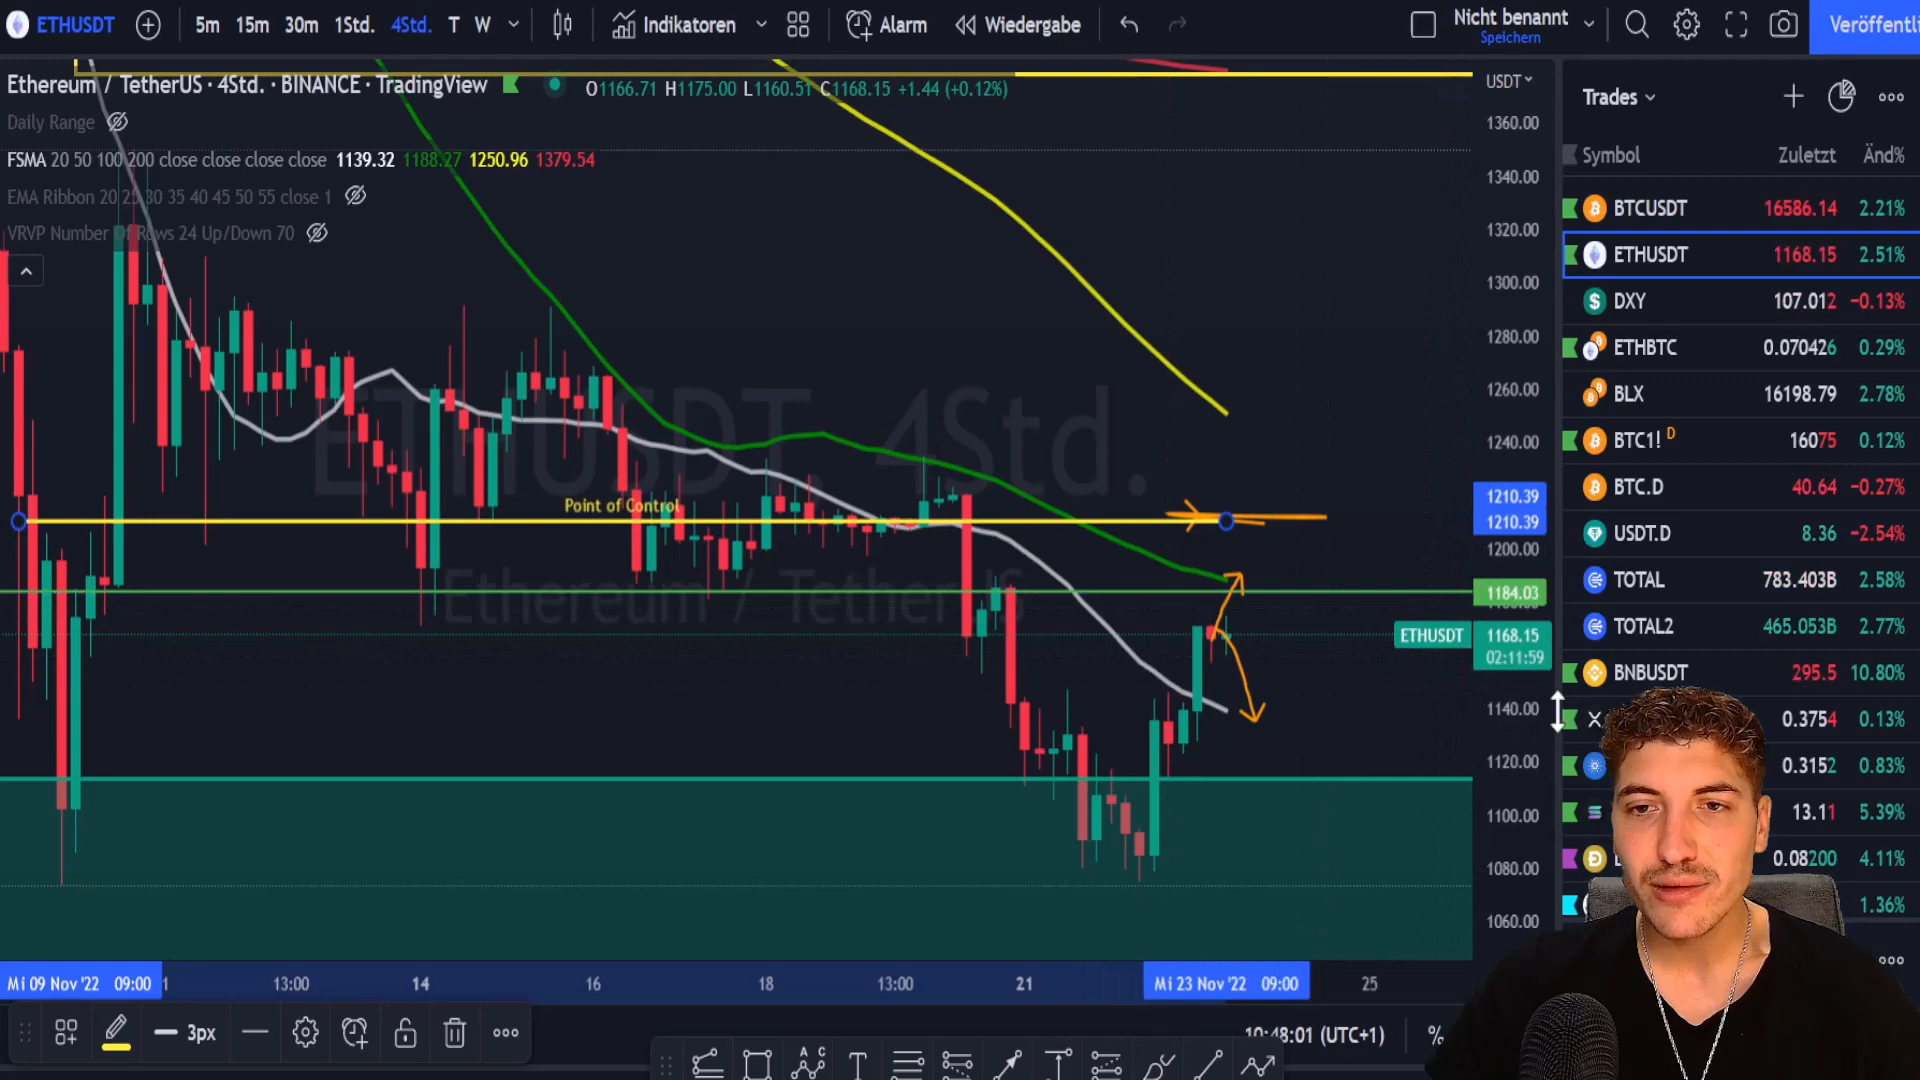 ETHUSDT 5m 15m 30m 1Std. 4Std. T W Indikatoren Alarm Wiedergabe Nicht benannt Speichern Veröffentli
Ethereum / TetherUS · 4Std. · BINANCE · TradingView O1166.71 H1175.00 L1160.51 C1168.15 +1.44 (+0.12%)
Daily Range
FSMA 20 50 100 200 close close close close 1139.32 1188.27 1250.96 1379.54
EMA Ribbon 20 25 30 35 40 45 50 55 close 1
VRVP Number Of Rows 24 Up/Down 70
ETHUSDT, 4Std.
Ethereum / TetherUS
Point of Control
USDT
1360.00
1340.00
1320.00
1300.00
1280.00
1260.00
1240.00
1210.39
1210.39
1200.00
1184.03
ETHUSDT 1168.15
02:11:59
1140.00
1120.00
1100.00
1080.00
1060.00
Mi 09 Nov '22 09:00 13:00 14 16 18 13:00 21 Mi 23 Nov '22 09:00 25
3px
10:48:01 (UTC+1) %
Trades
Symbol Zuletzt Änd%
BTCUSDT 16586.14 2.21%
ETHUSDT 1168.15 2.51%
DXY 107.012 −0.13%
ETHBTC 0.070426 0.29%
BLX 16198.79 2.78%
BTC1! D 16075 0.12%
BTC.D 40.64 −0.27%
USDT.D 8.36 −2.54%
TOTAL 783.403B 2.58%
TOTAL2 465.053B 2.77%
BNBUSDT 295.5 10.80%
0.3754 0.13%
0.3152 0.83%
13.11 5.39%
0.08200 4.11%
1.36%